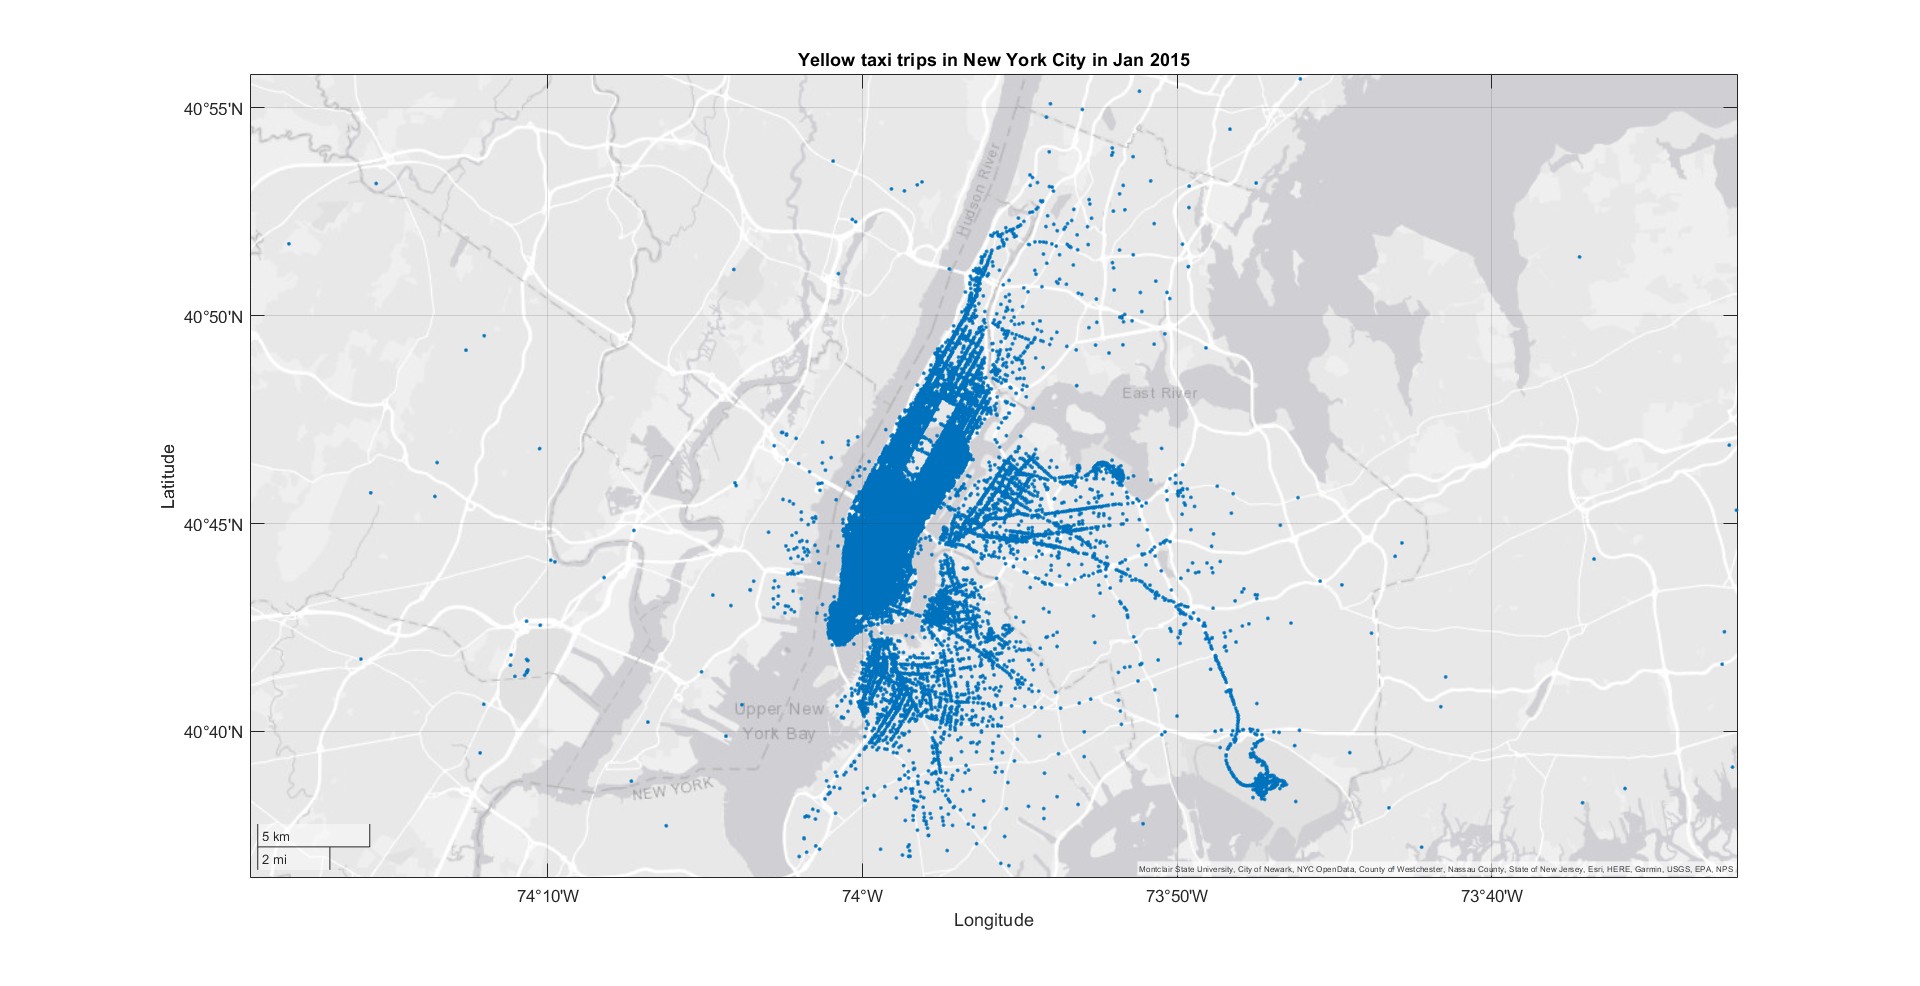 Yellow taxi trips in New York City in Jan 2015
40°55'N
40°50'N
40°45'N
40°40'N
Latitude
Hudson River
East River
Upper New
York Bay
NEW YORK
5 km
2 mi
Montclair State University, City of Newark, NYC OpenData, County of Westchester, Nassau County, State of New Jersey, Esri, HERE, Garmin, USGS, EPA, NPS
74°10'W
74°W
73°50'W
73°40'W
Longitude